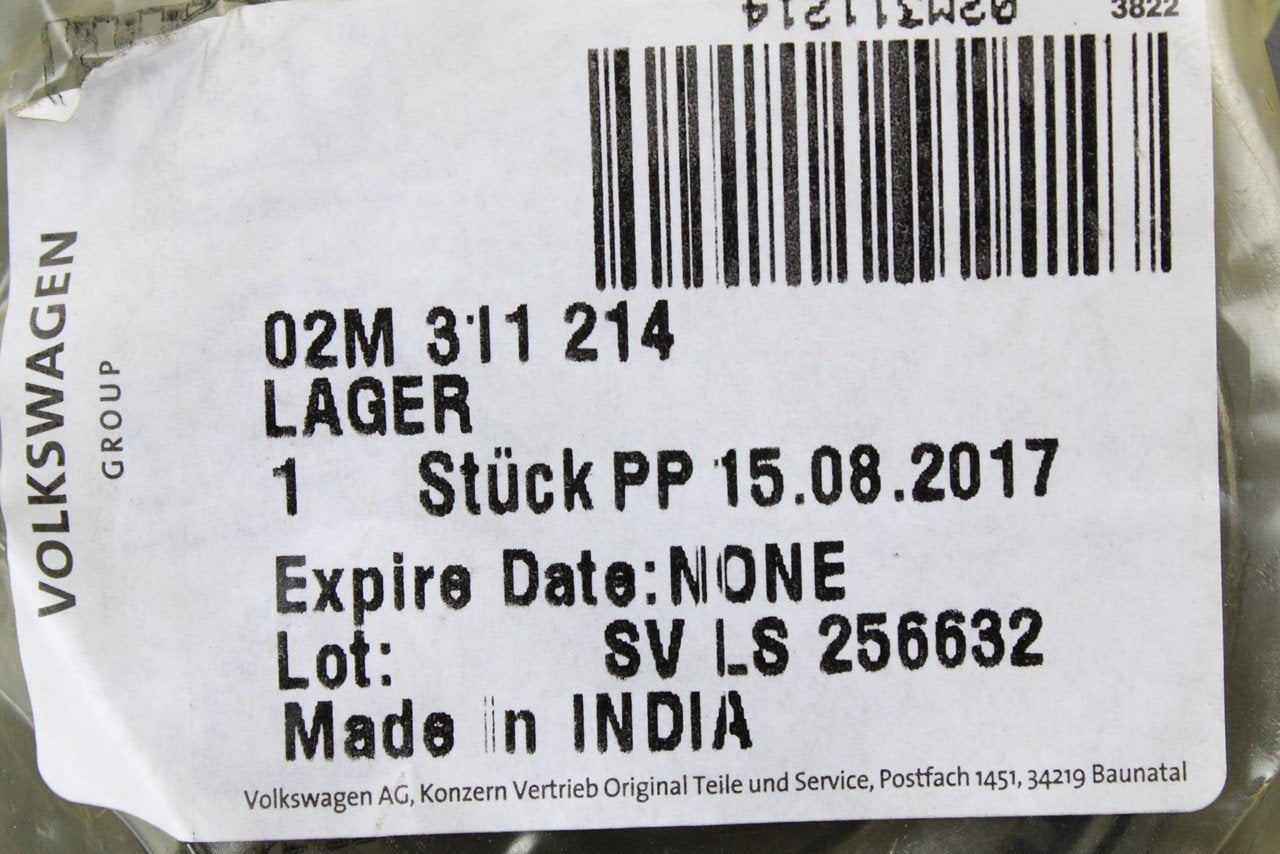 02M311214
3822
VOLKSWAGEN
GROUP
02M 311 214
LAGER
1 Stück PP 15.08.2017
Expire Date:NONE
Lot: SV LS 256632
Made in INDIA
Volkswagen AG, Konzern Vertrieb Original Teile und Service, Postfach 1451, 34219 Baunatal